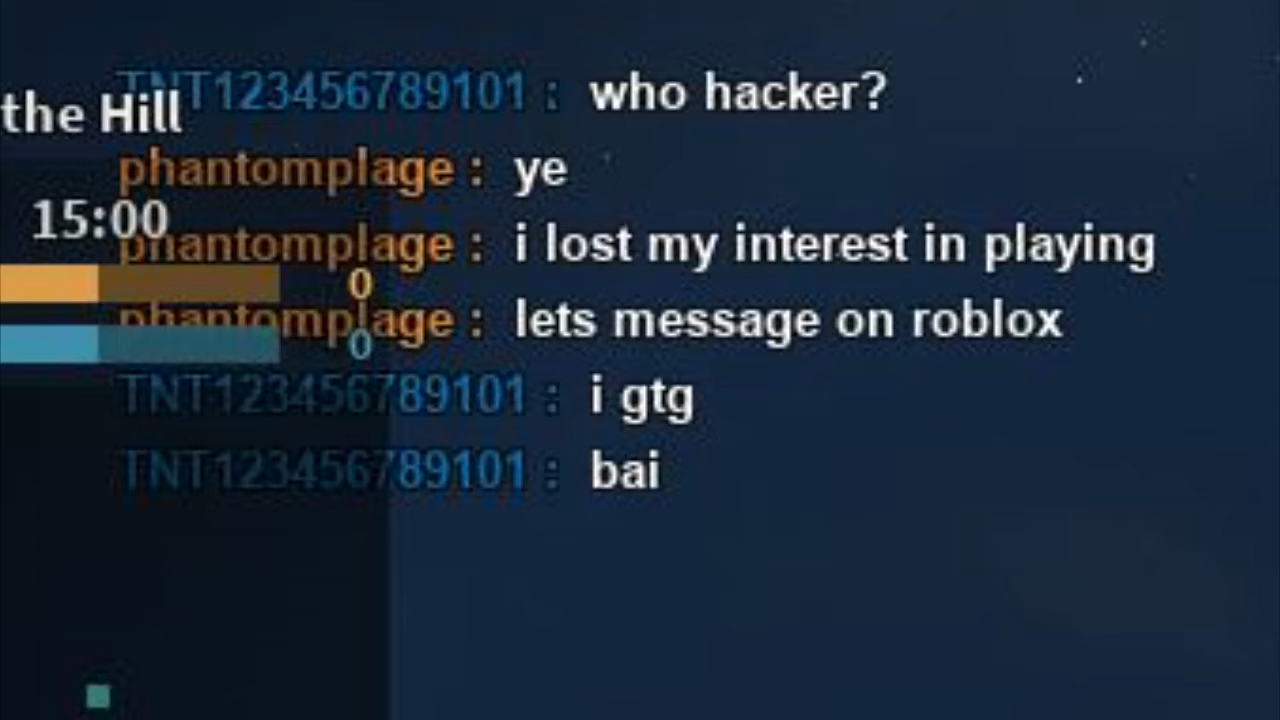 TNT123456789101 : who hacker?
the Hill
phantomplage : ye
15:00
phantomplage : i lost my interest in playing
0
phantomplage : lets message on roblox
0
TNT123456789101 : i gtg
TNT123456789101 : bai